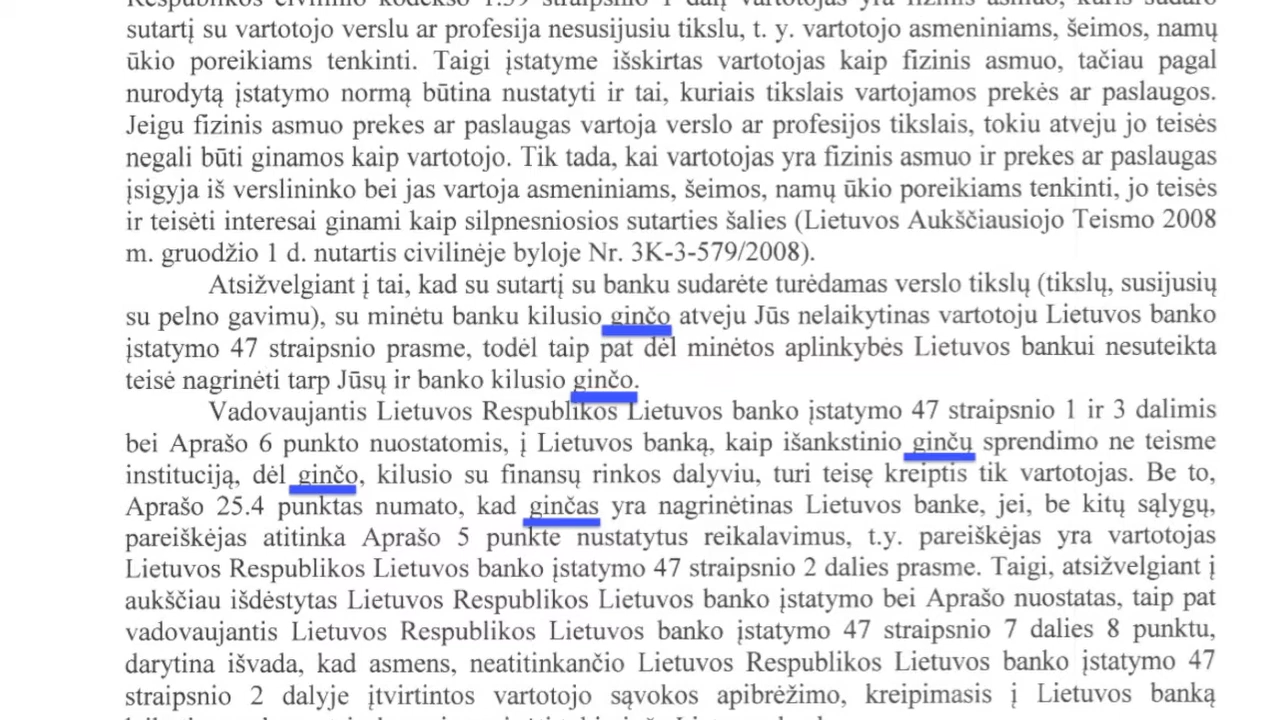 Respublikos civilinio kodekso 1.39 straipsnio 1 dalį vartotojas yra fizinis asmuo, kuris sudaro
sutartį su vartotojo verslu ar profesija nesusijusiu tikslu, t. y. vartotojo asmeniniams, šeimos, namų
ūkio poreikiams tenkinti. Taigi įstatyme išskirtas vartotojas kaip fizinis asmuo, tačiau pagal
nurodytą įstatymo normą būtina nustatyti ir tai, kuriais tikslais vartojamos prekės ar paslaugos.
Jeigu fizinis asmuo prekes ar paslaugas vartoja verslo ar profesijos tikslais, tokiu atveju jo teisės
negali būti ginamos kaip vartotojo. Tik tada, kai vartotojas yra fizinis asmuo ir prekes ar paslaugas
įsigyja iš verslininko bei jas vartoja asmeniniams, šeimos, namų ūkio poreikiams tenkinti, jo teisės
ir teisėti interesai ginami kaip silpnesniosios sutarties šalies (Lietuvos Aukščiausiojo Teismo 2008
m. gruodžio 1 d. nutartis civilinėje byloje Nr. 3K-3-579/2008).
Atsižvelgiant į tai, kad su sutartį su banku sudarėte turėdamas verslo tikslų (tikslų, susijusių
su pelno gavimu), su minėtu banku kilusio ginčo atveju Jūs nelaikytinas vartotoju Lietuvos banko
įstatymo 47 straipsnio prasme, todėl taip pat dėl minėtos aplinkybės Lietuvos bankui nesuteikta
teisė nagrinėti tarp Jūsų ir banko kilusio ginčo.
Vadovaujantis Lietuvos Respublikos Lietuvos banko įstatymo 47 straipsnio 1 ir 3 dalimis
bei Aprašo 6 punkto nuostatomis, į Lietuvos banką, kaip išankstinio ginčų sprendimo ne teisme
instituciją, dėl ginčo, kilusio su finansų rinkos dalyviu, turi teisę kreiptis tik vartotojas. Be to,
Aprašo 25.4 punktas numato, kad ginčas yra nagrinėtinas Lietuvos banke, jei, be kitų sąlygų,
pareiškėjas atitinka Aprašo 5 punkte nustatytus reikalavimus, t.y. pareiškėjas yra vartotojas
Lietuvos Respublikos Lietuvos banko įstatymo 47 straipsnio 2 dalies prasme. Taigi, atsižvelgiant į
aukščiau išdėstytas Lietuvos Respublikos Lietuvos banko įstatymo bei Aprašo nuostatas, taip pat
vadovaujantis Lietuvos Respublikos Lietuvos banko įstatymo 47 straipsnio 7 dalies 8 punktu,
darytina išvada, kad asmens, neatitinkančio Lietuvos Respublikos Lietuvos banko įstatymo 47
straipsnio 2 dalyje įtvirtintos vartotojo sąvokos apibrėžimo, kreipimasis į Lietuvos banką